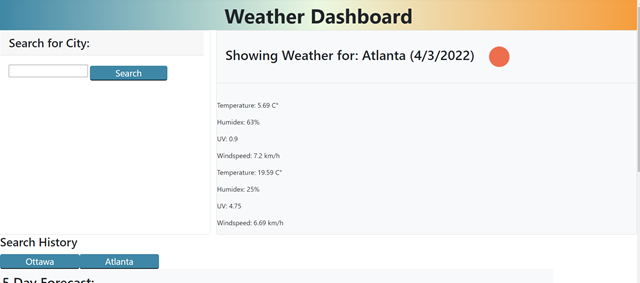 Weather Dashboard
Search for City:
Search
Showing Weather for: Atlanta (4/3/2022)
Temperature: 5.69 C°
Humidex: 63%
UV: 0.9
Windspeed: 7.2 km/h
Temperature: 19.59 C°
Humidex: 25%
UV: 4.75
Windspeed: 6.69 km/h
Search History
Ottawa
Atlanta
5 Day Forecast: